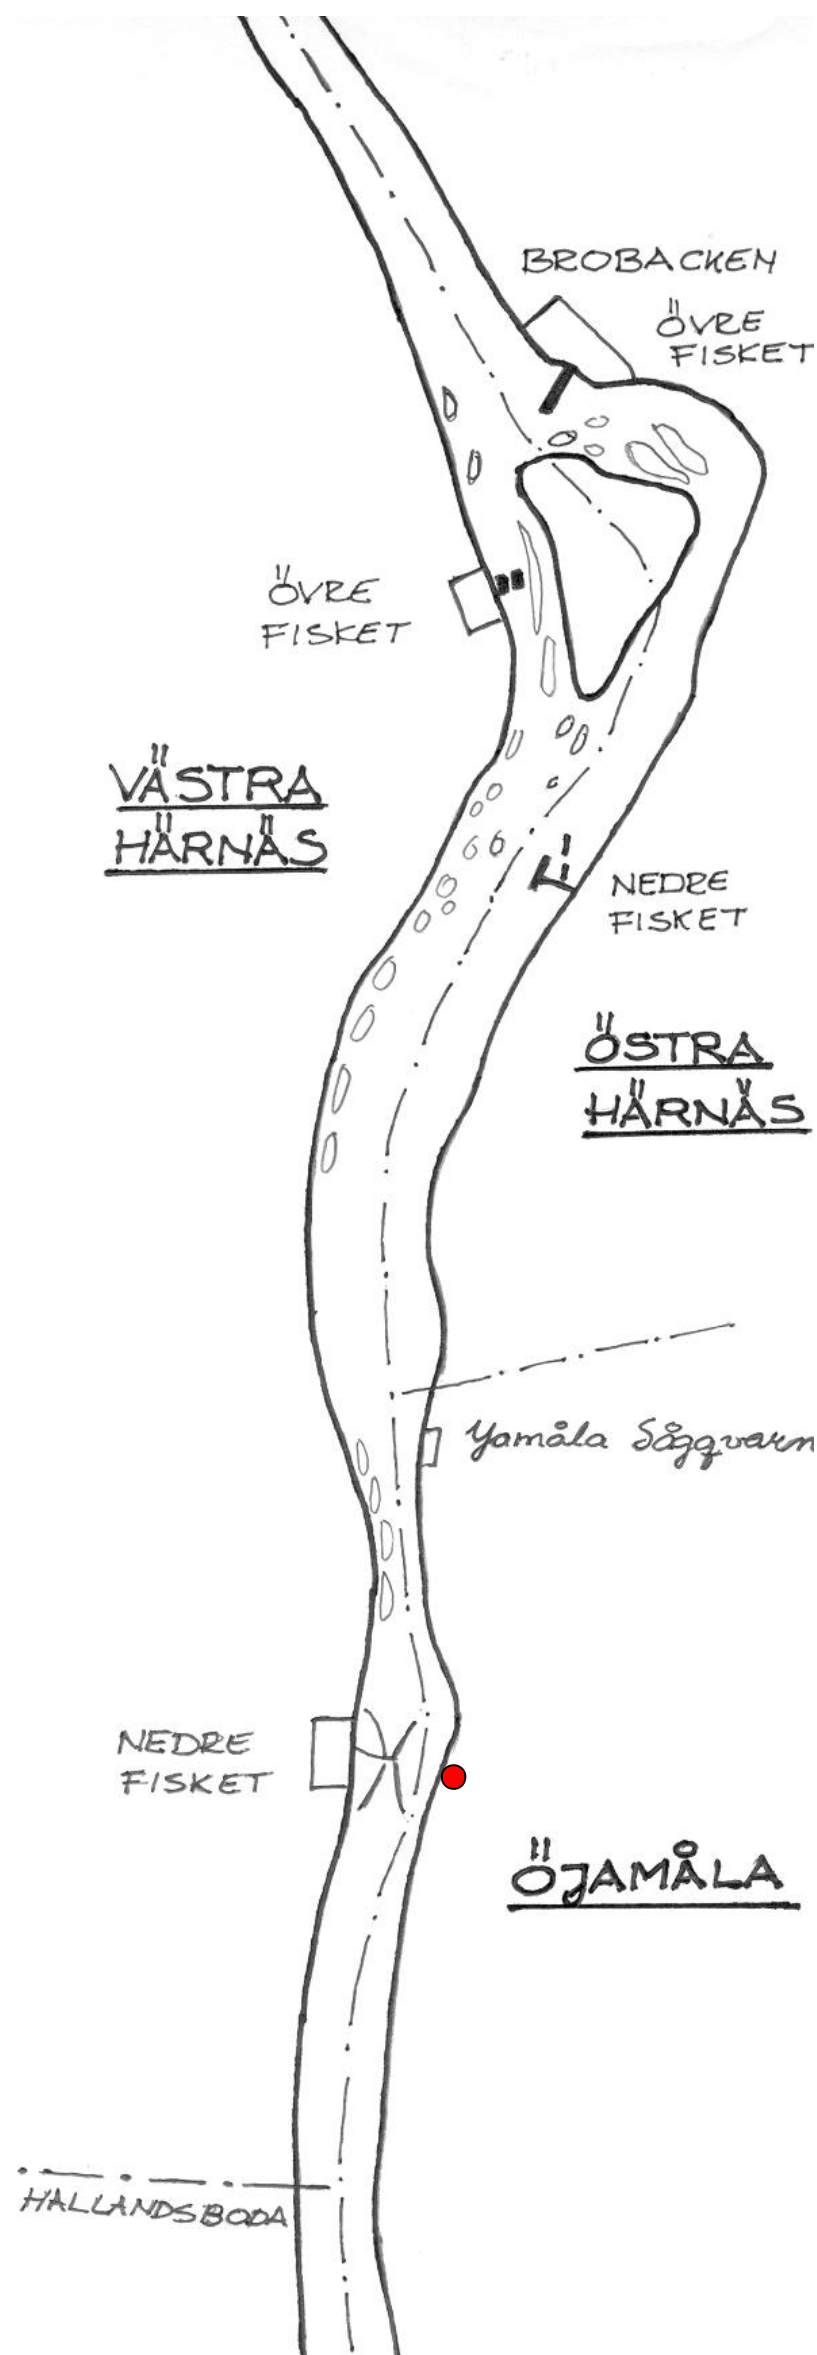 BROBACKEN
ÖVRE
FISKET
ÖVRE
FISKET
VÄSTRA
HÄRNÄS
NEDRE
FISKET
ÖSTRA
HÄRNÄS
Yamåla Sågqvarn
NEDRE
FISKET
ÖJAMÅLA
HALLANDSBODA